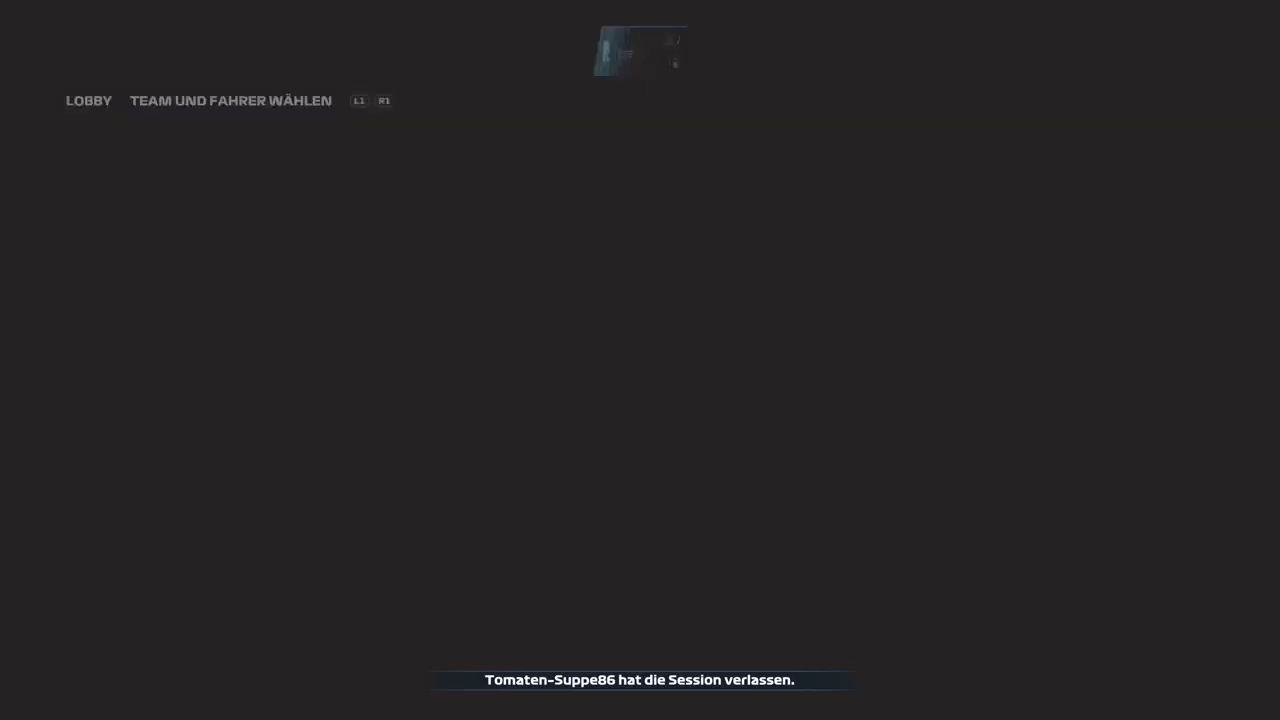 LOBBY TEAM UND FAHRER WÄHLEN L1 R1
Tomaten-Suppe86 hat die Session verlassen.